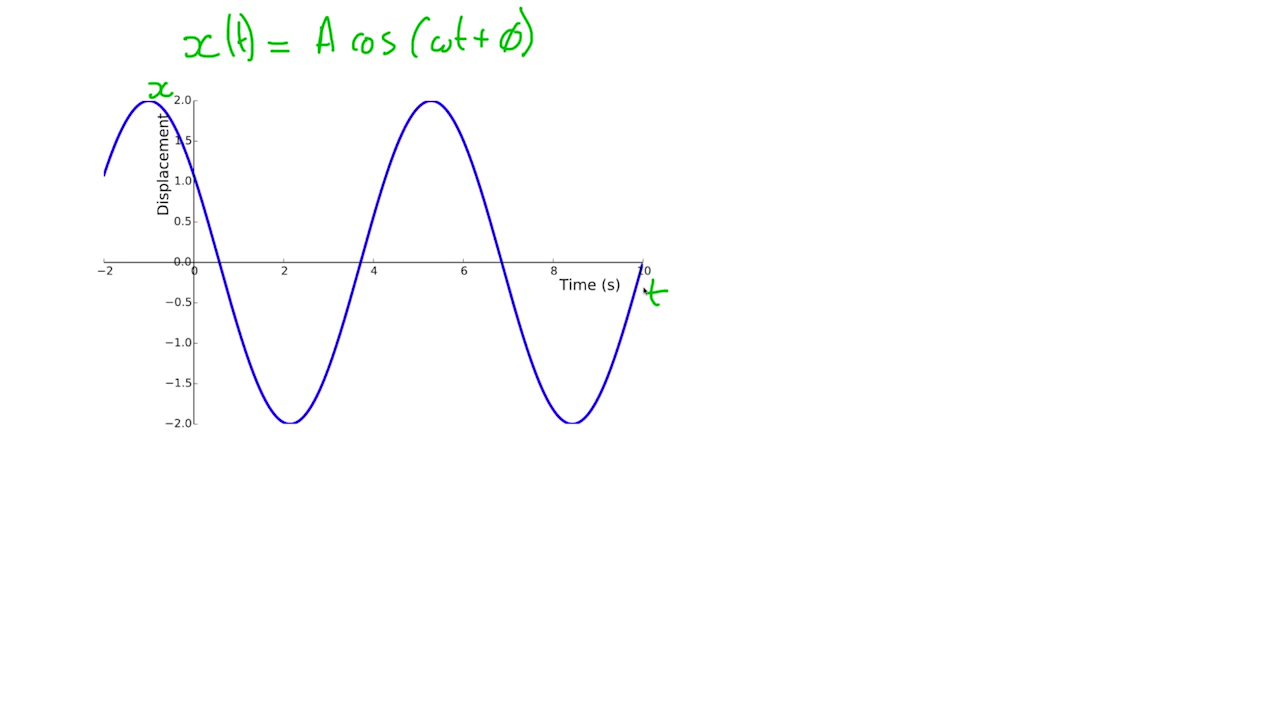 x(t) = A cos (ωt + φ)
x
2.0
1.5
1.0
0.5
0.0
−0.5
−1.0
−1.5
−2.0
Displacement
−2 0 2 4 6 8 10
Time (s)
t